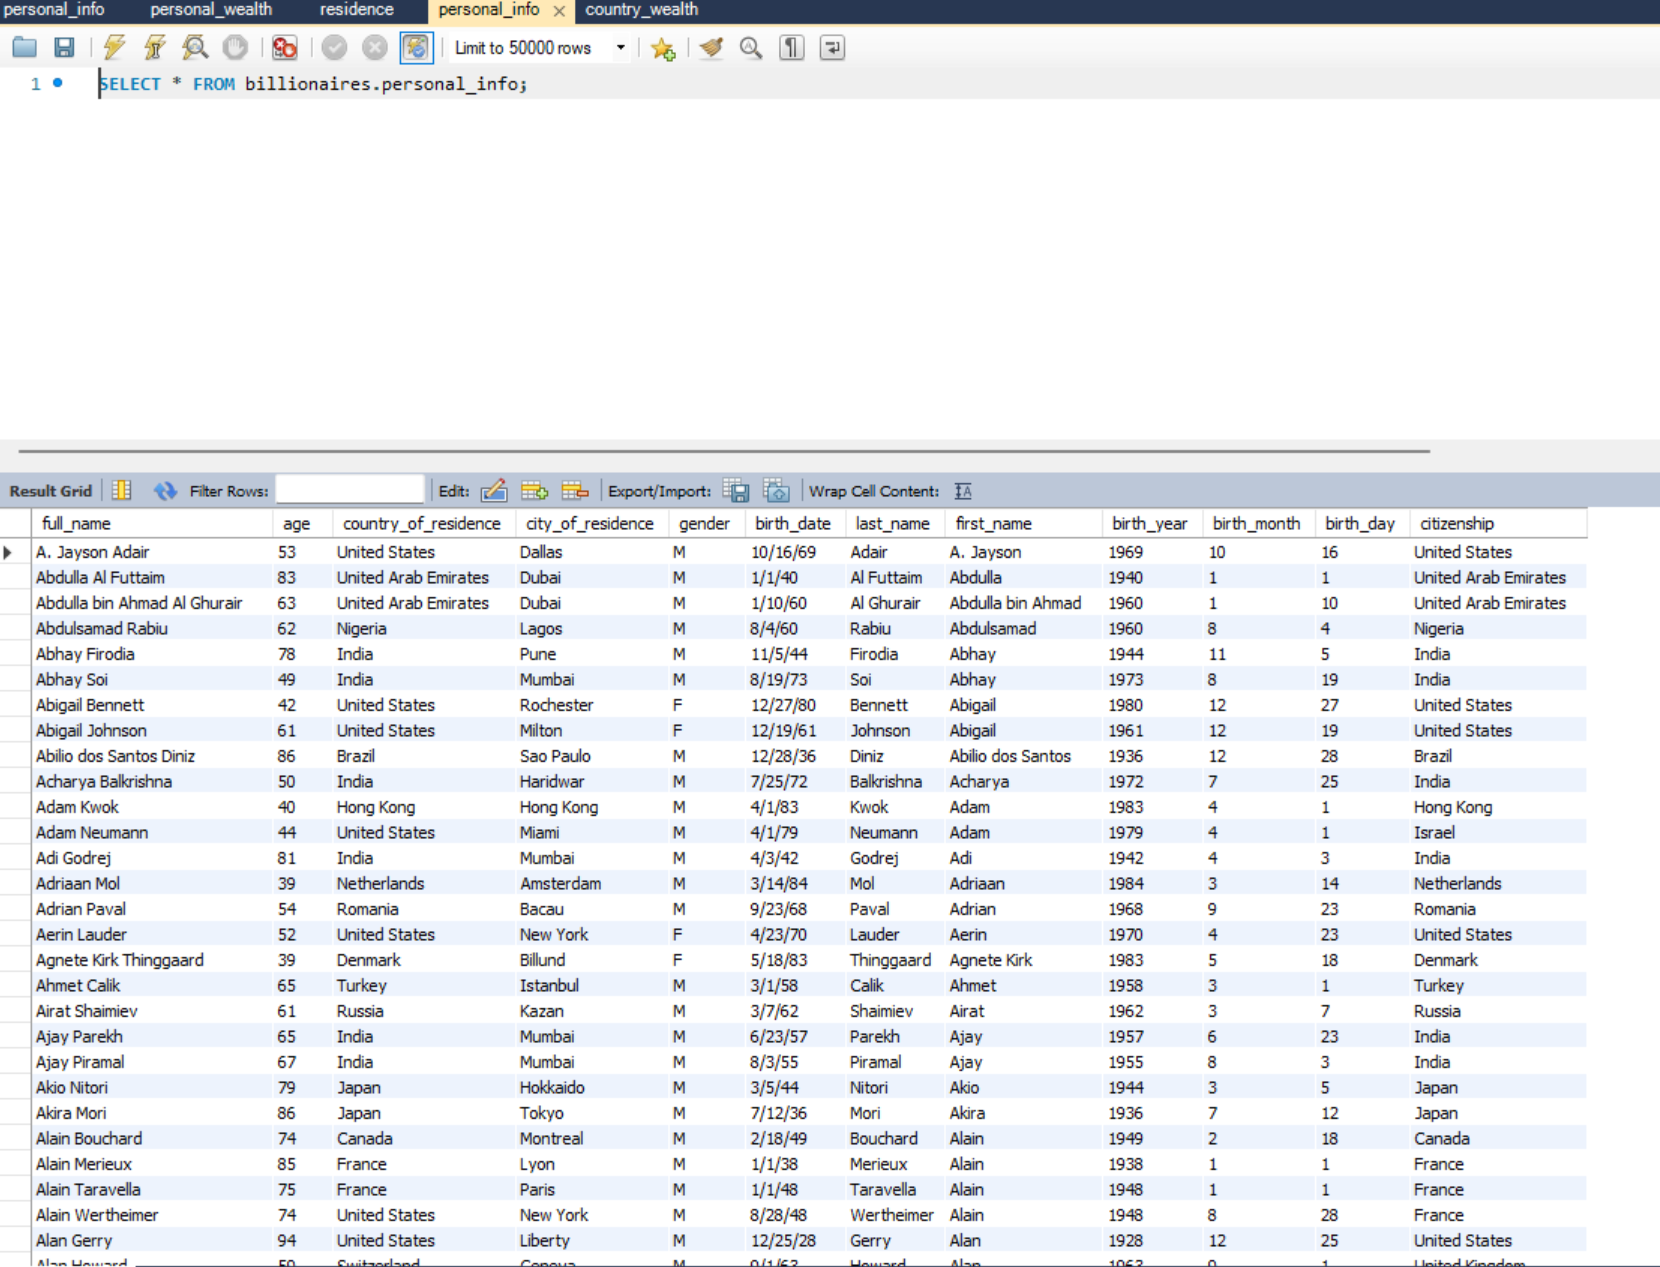 personal_info personal_wealth residence personal_info country_wealth
Limit to 50000 rows
1 SELECT * FROM billionaires.personal_info;
Result Grid Filter Rows: Edit: Export/Import: Wrap Cell Content:
full_name age country_of_residence city_of_residence gender birth_date last_name first_name birth_year birth_month birth_day citizenship
A. Jayson Adair 53 United States Dallas M 10/16/69 Adair A. Jayson 1969 10 16 United States
Abdulla Al Futtaim 83 United Arab Emirates Dubai M 1/1/40 Al Futtaim Abdulla 1940 1 1 United Arab Emirates
Abdulla bin Ahmad Al Ghurair 63 United Arab Emirates Dubai M 1/10/60 Al Ghurair Abdulla bin Ahmad 1960 1 10 United Arab Emirates
Abdulsamad Rabiu 62 Nigeria Lagos M 8/4/60 Rabiu Abdulsamad 1960 8 4 Nigeria
Abhay Firodia 78 India Pune M 11/5/44 Firodia Abhay 1944 11 5 India
Abhay Soi 49 India Mumbai M 8/19/73 Soi Abhay 1973 8 19 India
Abigail Bennett 42 United States Rochester F 12/27/80 Bennett Abigail 1980 12 27 United States
Abigail Johnson 61 United States Milton F 12/19/61 Johnson Abigail 1961 12 19 United States
Abilio dos Santos Diniz 86 Brazil Sao Paulo M 12/28/36 Diniz Abilio dos Santos 1936 12 28 Brazil
Acharya Balkrishna 50 India Haridwar M 7/25/72 Balkrishna Acharya 1972 7 25 India
Adam Kwok 40 Hong Kong Hong Kong M 4/1/83 Kwok Adam 1983 4 1 Hong Kong
Adam Neumann 44 United States Miami M 4/1/79 Neumann Adam 1979 4 1 Israel
Adi Godrej 81 India Mumbai M 4/3/42 Godrej Adi 1942 4 3 India
Adriaan Mol 39 Netherlands Amsterdam M 3/14/84 Mol Adriaan 1984 3 14 Netherlands
Adrian Paval 54 Romania Bacau M 9/23/68 Paval Adrian 1968 9 23 Romania
Aerin Lauder 52 United States New York F 4/23/70 Lauder Aerin 1970 4 23 United States
Agnete Kirk Thinggaard 39 Denmark Billund F 5/18/83 Thinggaard Agnete Kirk 1983 5 18 Denmark
Ahmet Calik 65 Turkey Istanbul M 3/1/58 Calik Ahmet 1958 3 1 Turkey
Airat Shaimiev 61 Russia Kazan M 3/7/62 Shaimiev Airat 1962 3 7 Russia
Ajay Parekh 65 India Mumbai M 6/23/57 Parekh Ajay 1957 6 23 India
Ajay Piramal 67 India Mumbai M 8/3/55 Piramal Ajay 1955 8 3 India
Akio Nitori 79 Japan Hokkaido M 3/5/44 Nitori Akio 1944 3 5 Japan
Akira Mori 86 Japan Tokyo M 7/12/36 Mori Akira 1936 7 12 Japan
Alain Bouchard 74 Canada Montreal M 2/18/49 Bouchard Alain 1949 2 18 Canada
Alain Merieux 85 France Lyon M 1/1/38 Merieux Alain 1938 1 1 France
Alain Taravella 75 France Paris M 1/1/48 Taravella Alain 1948 1 1 France
Alain Wertheimer 74 United States New York M 8/28/48 Wertheimer Alain 1948 8 28 France
Alan Gerry 94 United States Liberty M 12/25/28 Gerry Alan 1928 12 25 United States
Alan Howard 59 Switzerland Geneva M 9/1/63 Howard Alan 1963 9 1 United Kingdom